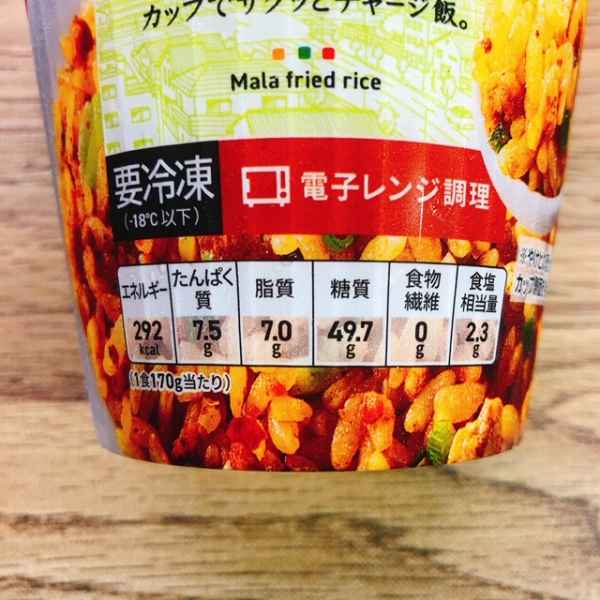 カップでサクッとチャージ飯。
Mala fried rice
要冷凍
(-18℃以下)
電子レンジ調理
エネルギー
292
kcal
たんぱく
質
7.5
g
脂質
7.0
g
糖質
49.7
g
食物
繊維
0
g
食塩
相当量
2.3
g
(1食170g当たり)